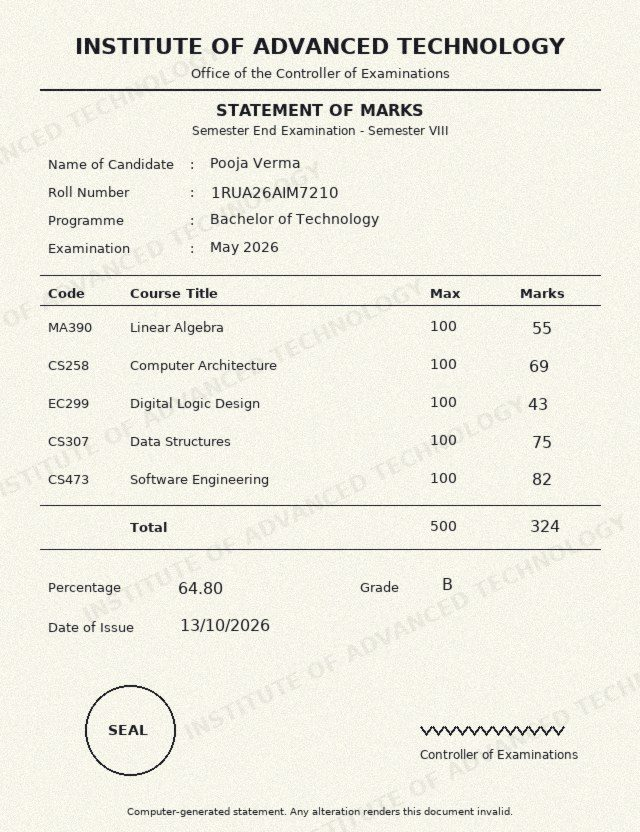 INSTITUTE OF ADVANCED TECHNOLOGY
Office of the Controller of Examinations
STATEMENT OF MARKS
Semester End Examination - Semester VIII
Name of Candidate : Pooja Verma
Roll Number : 1RUA26AIM7210
Programme : Bachelor of Technology
Examination : May 2026
Code Course Title Max Marks
MA390 Linear Algebra 100 55
CS258 Computer Architecture 100 69
EC299 Digital Logic Design 100 43
CS307 Data Structures 100 75
CS473 Software Engineering 100 82
Total 500 324
Percentage 64.80 Grade B
Date of Issue 13/10/2026
SEAL
Controller of Examinations
Computer-generated statement. Any alteration renders this document invalid.